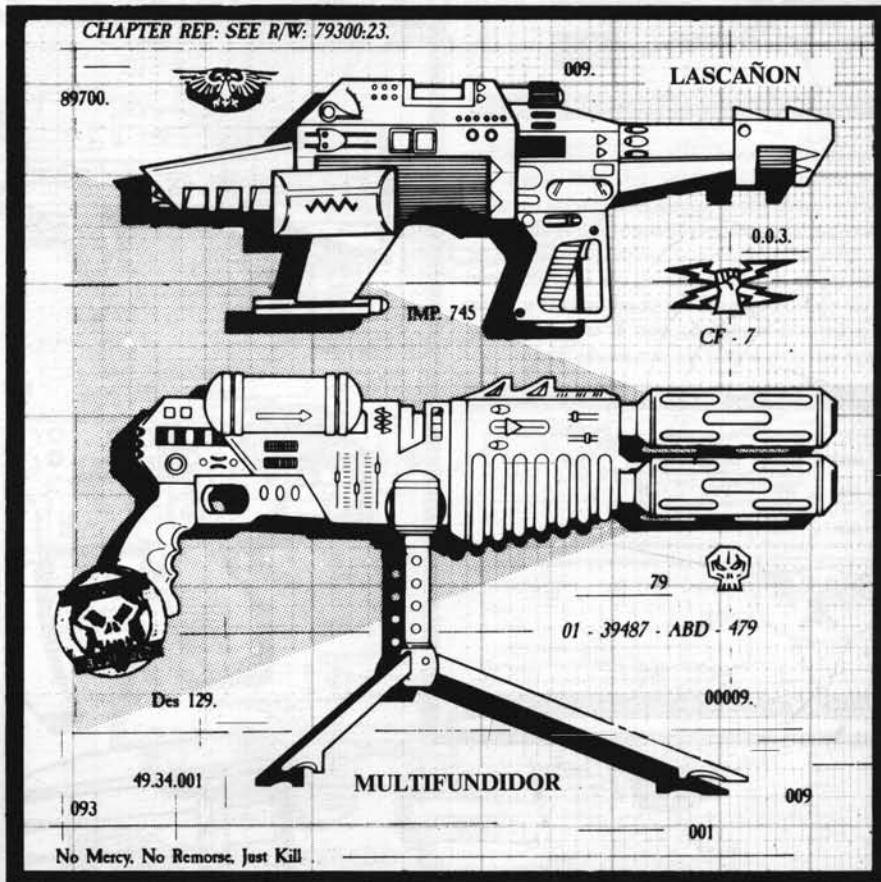 CHAPTER REP: SEE R/W: 79300:23.
009.
LASCAÑON
89700.
0.0.3.
IMP. 745
CF - 7
79
01 - 39487 - ABD - 479
Des 129.
00009.
49.34.001
MULTIFUNDIDOR
009
093
001
No Mercy, No Remorse, Just Kill